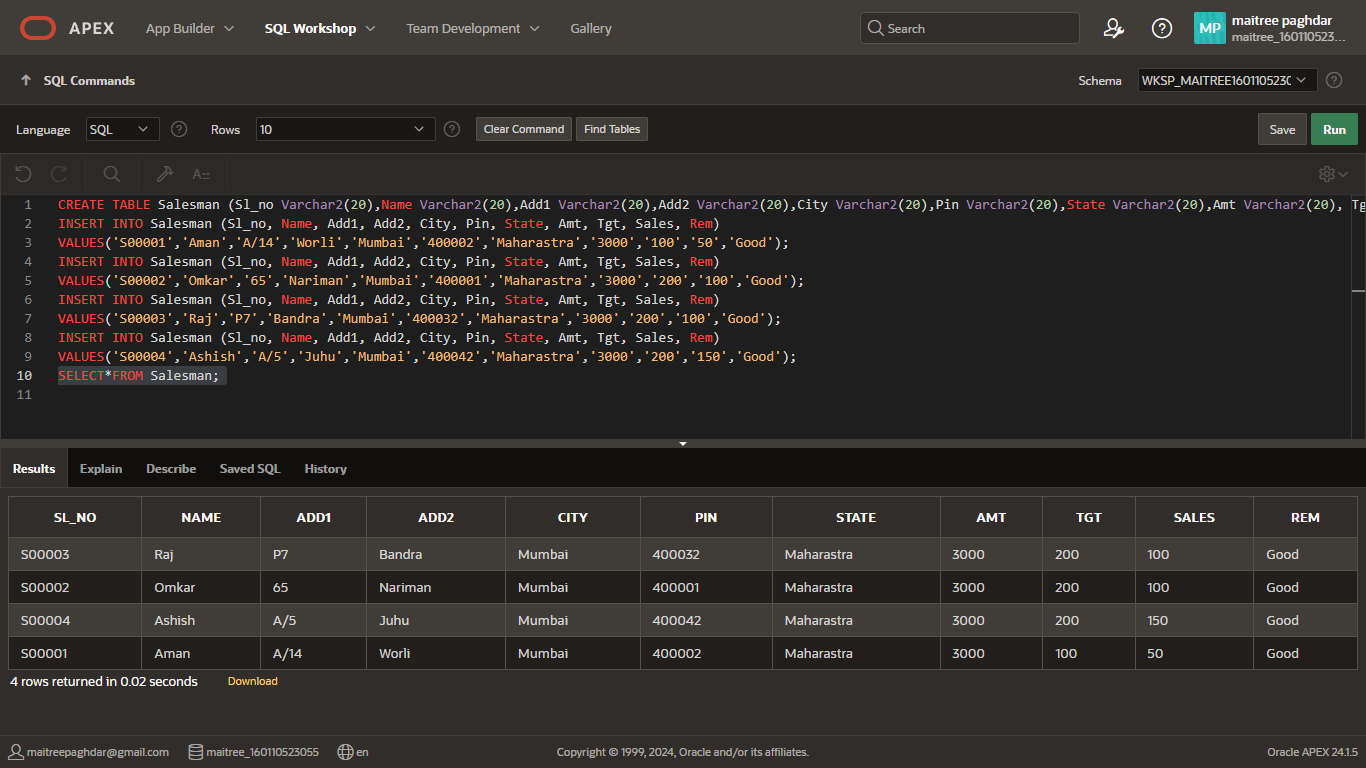 APEX App Builder SQL Workshop Team Development Gallery Search MP maitree paghdar
maitree_160110523...
SQL Commands Schema WKSP_MAITREE1601105230
Language SQL Rows 10 Clear Command Find Tables Save Run
A::
1 CREATE TABLE Salesman (Sl_no Varchar2(20),Name Varchar2(20),Add1 Varchar2(20),Add2 Varchar2(20),City Varchar2(20),Pin Varchar2(20),State Varchar2(20),Amt Varchar2(20), Tg
2 INSERT INTO Salesman (Sl_no, Name, Add1, Add2, City, Pin, State, Amt, Tgt, Sales, Rem)
3 VALUES('S00001','Aman','A/14','Worli','Mumbai','400002','Maharastra','3000','100','50','Good');
4 INSERT INTO Salesman (Sl_no, Name, Add1, Add2, City, Pin, State, Amt, Tgt, Sales, Rem)
5 VALUES('S00002','Omkar','65','Nariman','Mumbai','400001','Maharastra','3000','200','100','Good');
6 INSERT INTO Salesman (Sl_no, Name, Add1, Add2, City, Pin, State, Amt, Tgt, Sales, Rem)
7 VALUES('S00003','Raj','P7','Bandra','Mumbai','400032','Maharastra','3000','200','100','Good');
8 INSERT INTO Salesman (Sl_no, Name, Add1, Add2, City, Pin, State, Amt, Tgt, Sales, Rem)
9 VALUES('S00004','Ashish','A/5','Juhu','Mumbai','400042','Maharastra','3000','200','150','Good');
10 SELECT*FROM Salesman;
11
Results Explain Describe Saved SQL History
SL_NO NAME ADD1 ADD2 CITY PIN STATE AMT TGT SALES REM
S00003 Raj P7 Bandra Mumbai 400032 Maharastra 3000 200 100 Good
S00002 Omkar 65 Nariman Mumbai 400001 Maharastra 3000 200 100 Good
S00004 Ashish A/5 Juhu Mumbai 400042 Maharastra 3000 200 150 Good
S00001 Aman A/14 Worli Mumbai 400002 Maharastra 3000 100 50 Good
4 rows returned in 0.02 seconds Download
maitreepaghdar@gmail.com maitree_160110523055 en Copyright © 1999, 2024, Oracle and/or its affiliates. Oracle APEX 24.1.5